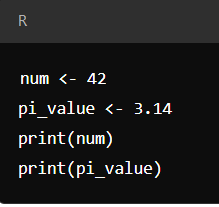 R
num <- 42
pi_value <- 3.14
print(num)
print(pi_value)